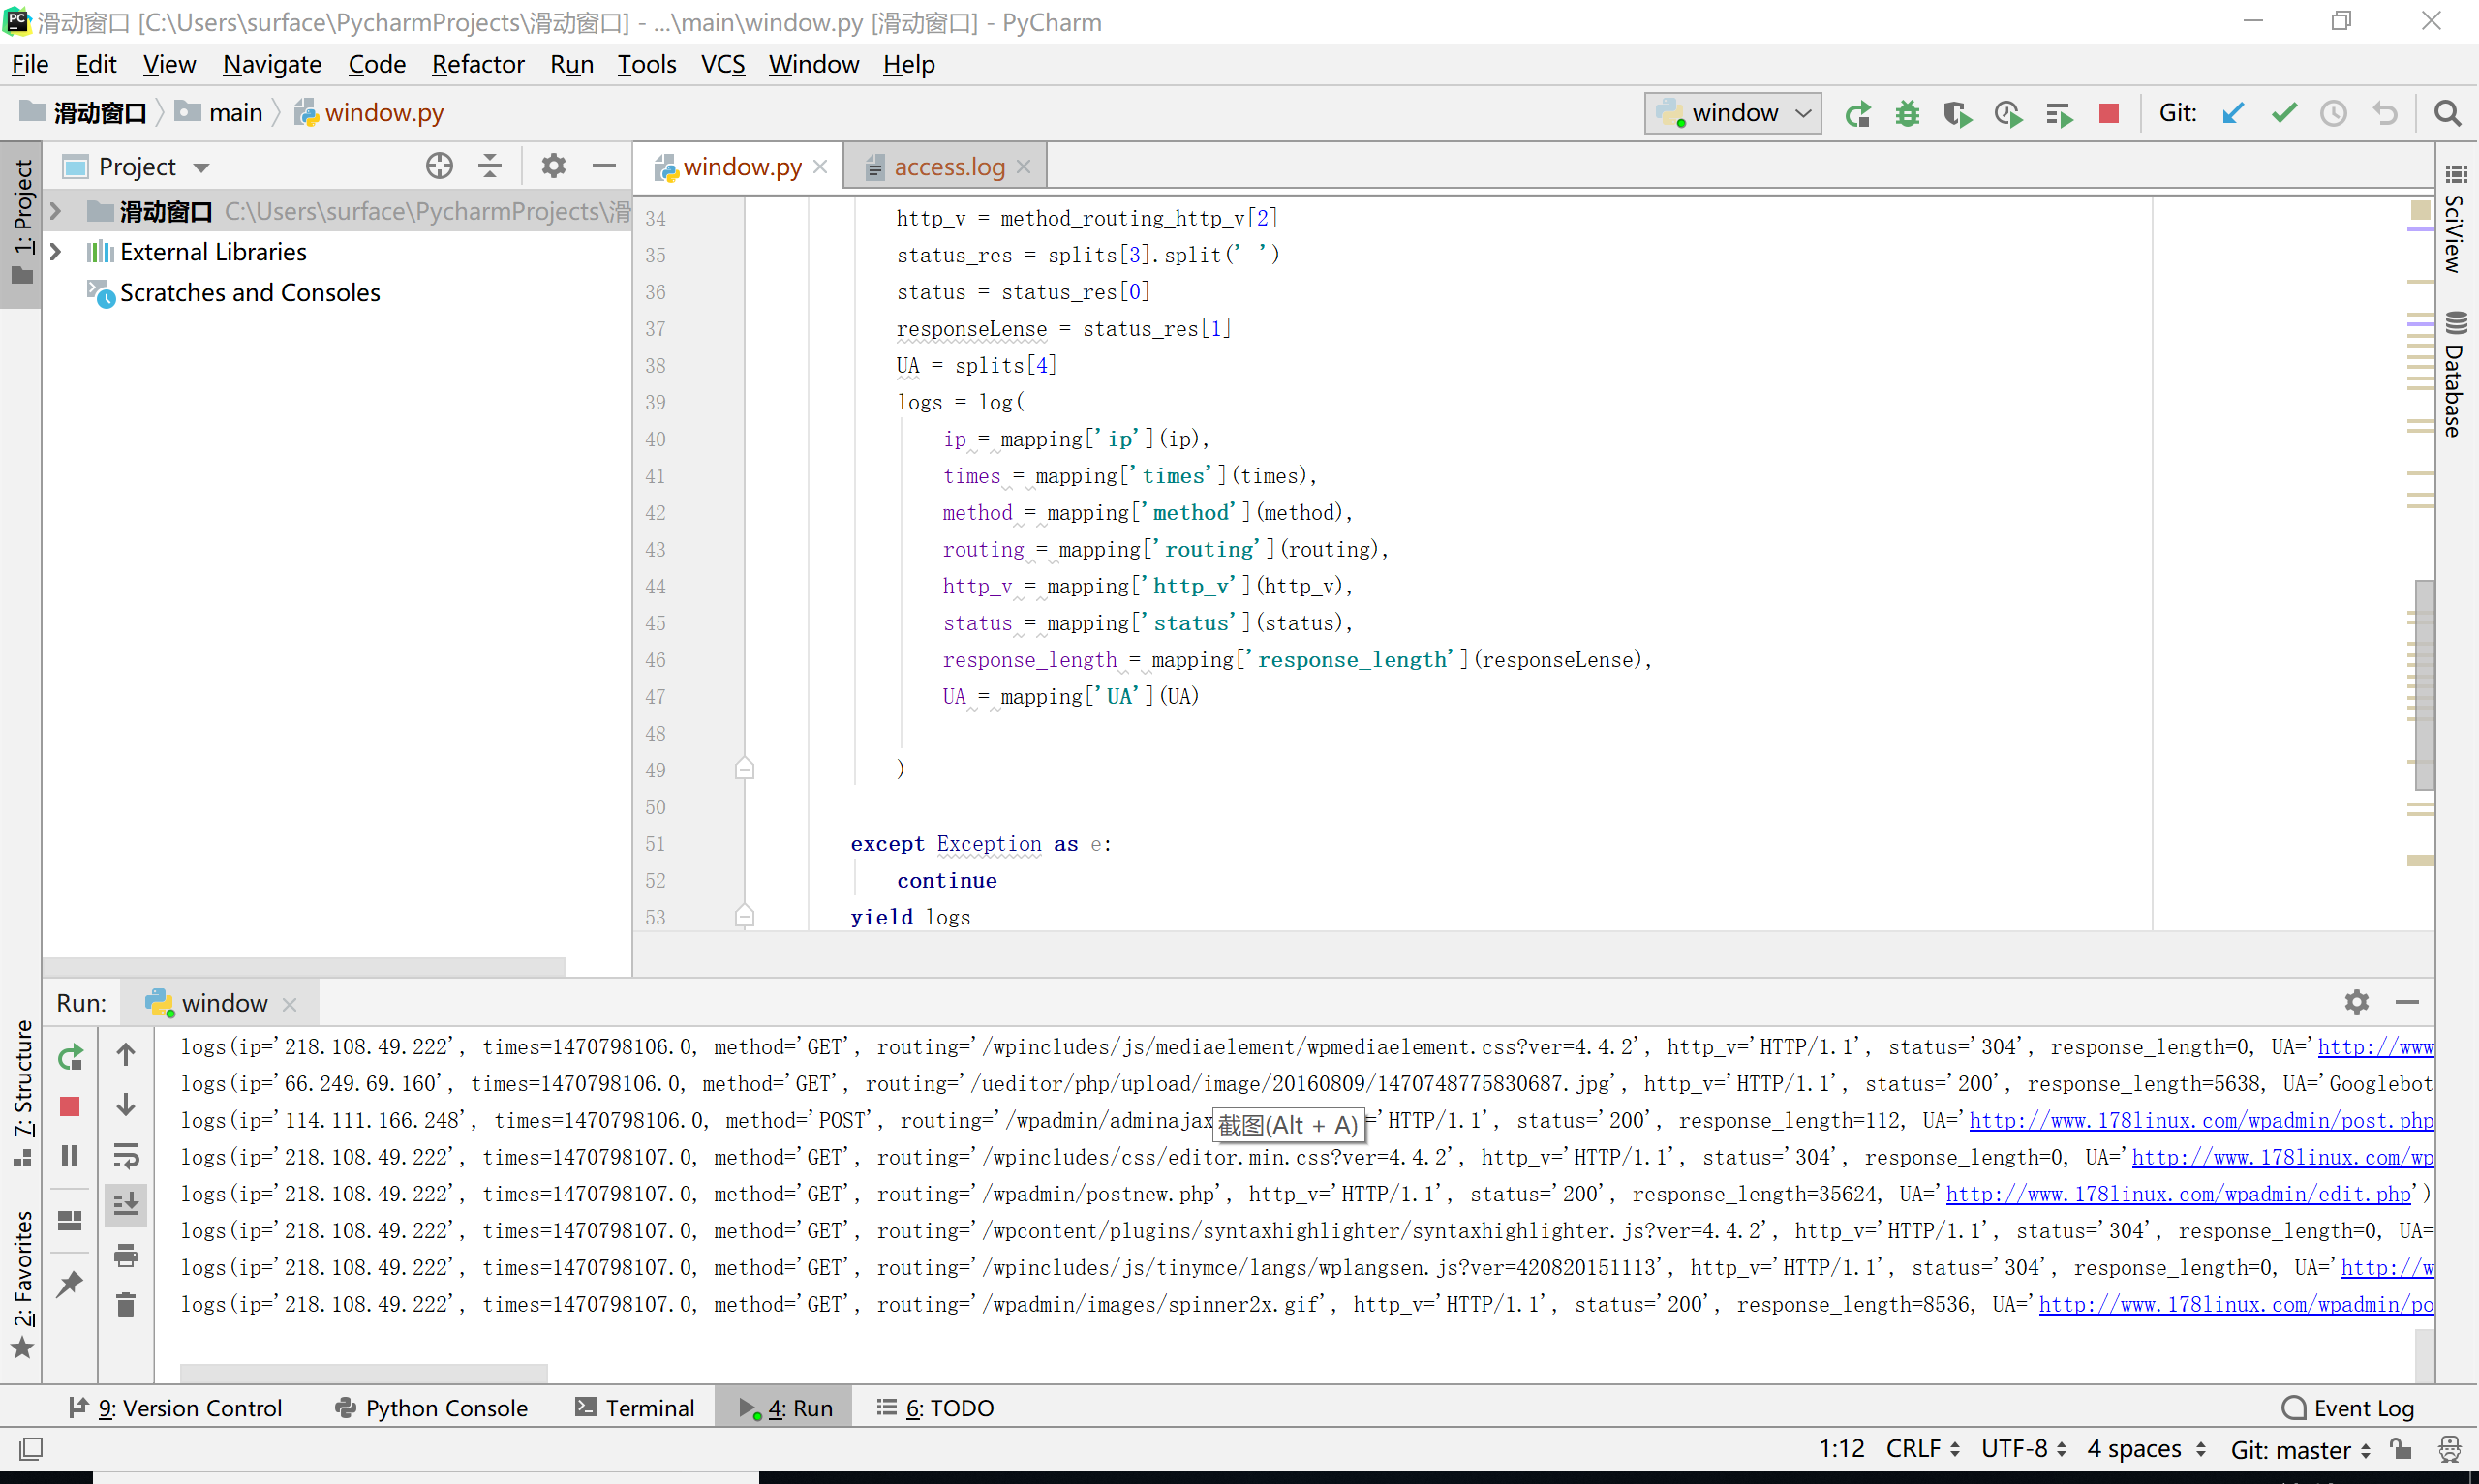 滑动窗口 [C:\Users\surface\PycharmProjects\滑动窗口] - ...\main\window.py [滑动窗口] - PyCharm
File Edit View Navigate Code Refactor Run Tools VCS Window Help
滑动窗口 main window.py window Git:
1: Project
Project
window.py access.log
滑动窗口 C:\Users\surface\PycharmProjects\滑
External Libraries
Scratches and Consoles
34 http_v = method_routing_http_v[2]
35 status_res = splits[3].split(' ')
36 status = status_res[0]
37 responseLense = status_res[1]
38 UA = splits[4]
39 logs = log(
40 ip = mapping['ip'](ip),
41 times = mapping['times'](times),
42 method = mapping['method'](method),
43 routing = mapping['routing'](routing),
44 http_v = mapping['http_v'](http_v),
45 status = mapping['status'](status),
46 response_length = mapping['response_length'](responseLense),
47 UA = mapping['UA'](UA)
48
49 )
50
51 except Exception as e:
52 continue
53 yield logs
SciView
Database
Run: window
7: Structure
2: Favorites
logs(ip='218.108.49.222', times=1470798106.0, method='GET', routing='/wpincludes/js/mediaelement/wpmediaelement.css?ver=4.4.2', http_v='HTTP/1.1', status='304', response_length=0, UA='http://www
logs(ip='66.249.69.160', times=1470798106.0, method='GET', routing='/ueditor/php/upload/image/20160809/1470748775830687.jpg', http_v='HTTP/1.1', status='200', response_length=5638, UA='Googlebot
logs(ip='114.111.166.248', times=1470798106.0, method='POST', routing='/wpadmin/adminajax 截图(Alt + A) ='HTTP/1.1', status='200', response_length=112, UA='http://www.178linux.com/wpadmin/post.php
logs(ip='218.108.49.222', times=1470798107.0, method='GET', routing='/wpincludes/css/editor.min.css?ver=4.4.2', http_v='HTTP/1.1', status='304', response_length=0, UA='http://www.178linux.com/wp
logs(ip='218.108.49.222', times=1470798107.0, method='GET', routing='/wpadmin/postnew.php', http_v='HTTP/1.1', status='200', response_length=35624, UA='http://www.178linux.com/wpadmin/edit.php')
logs(ip='218.108.49.222', times=1470798107.0, method='GET', routing='/wpcontent/plugins/syntaxhighlighter/syntaxhighlighter.js?ver=4.4.2', http_v='HTTP/1.1', status='304', response_length=0, UA=
logs(ip='218.108.49.222', times=1470798107.0, method='GET', routing='/wpincludes/js/tinymce/langs/wplangsen.js?ver=420820151113', http_v='HTTP/1.1', status='304', response_length=0, UA='http://w
logs(ip='218.108.49.222', times=1470798107.0, method='GET', routing='/wpadmin/images/spinner2x.gif', http_v='HTTP/1.1', status='200', response_length=8536, UA='http://www.178linux.com/wpadmin/po
9: Version Control Python Console Terminal 4: Run 6: TODO Event Log
1:12 CRLF UTF-8 4 spaces Git: master